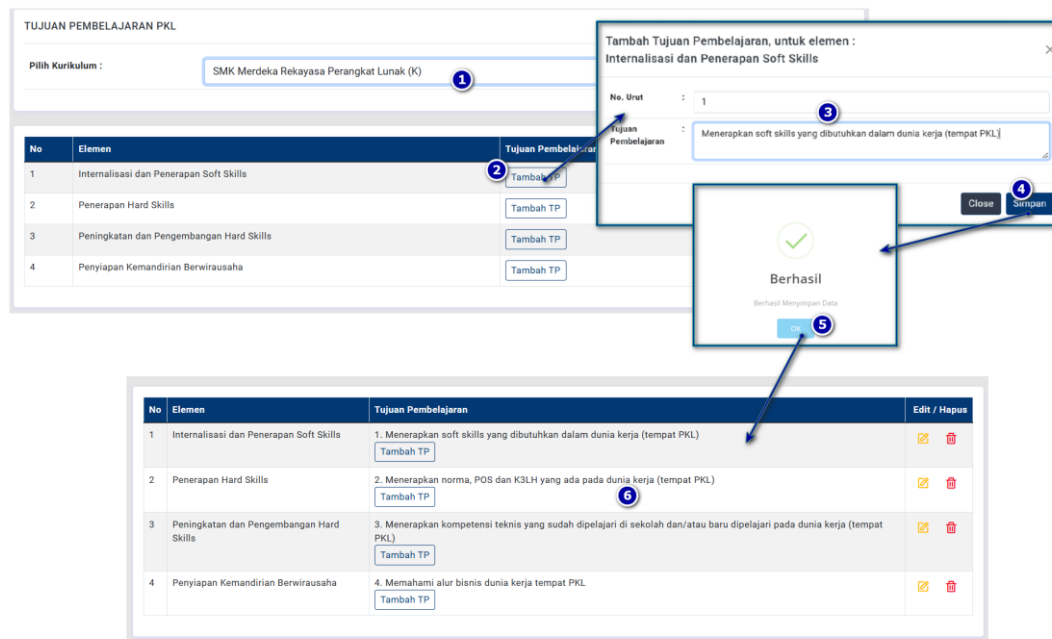 TUJUAN PEMBELAJARAN PKL
Pilih Kurikulum :
SMK Merdeka Rekayasa Perangkat Lunak (K)
1
No Elemen Tujuan Pembelajaran
1 Internalisasi dan Penerapan Soft Skills
2
Tambah TP
2 Penerapan Hard Skills
Tambah TP
3 Peningkatan dan Pengembangan Hard Skills
Tambah TP
4 Penyiapan Kemandirian Berwirausaha
Tambah TP
Tambah Tujuan Pembelajaran, untuk elemen :
Internalisasi dan Penerapan Soft Skills
×
No. Urut : 1
3
Tujuan : Menerapkan soft skills yang dibutuhkan dalam dunia kerja (tempat PKL)
Pembelajaran
4
Close Simpan
Berhasil
Berhasil Menyimpan Data
OK 5
No Elemen Tujuan Pembelajaran Edit / Hapus
1 Internalisasi dan Penerapan Soft Skills 1. Menerapkan soft skills yang dibutuhkan dalam dunia kerja (tempat PKL)
Tambah TP
2 Penerapan Hard Skills 2. Menerapkan norma, POS dan K3LH yang ada pada dunia kerja (tempat PKL)
Tambah TP 6
3 Peningkatan dan Pengembangan Hard 3. Menerapkan kompetensi teknis yang sudah dipelajari di sekolah dan/atau baru dipelajari pada dunia kerja (tempat
Skills PKL)
Tambah TP
4 Penyiapan Kemandirian Berwirausaha 4. Memahami alur bisnis dunia kerja tempat PKL
Tambah TP